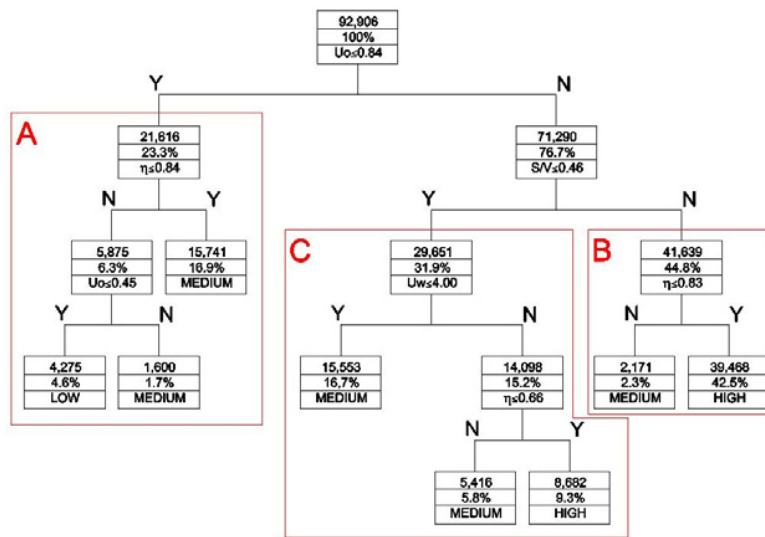 92,906
100%
Uo≤0.84
Y
N
A
21,616
23.3%
η≤0.84
71,290
76.7%
S/V≤0.46
N
Y
Y
N
5,875
6.3%
Uo≤0.45
15,741
16.9%
MEDIUM
C
29,651
31.9%
Uw≤4.00
B
41,639
44.8%
η≤0.83
Y
N
Y
N
N
Y
4,275
4.6%
LOW
1,600
1.7%
MEDIUM
15,553
16,7%
MEDIUM
14,098
15.2%
η≤0.66
2,171
2.3%
MEDIUM
39,468
42.5%
HIGH
N
Y
5,416
5.8%
MEDIUM
8,682
9.3%
HIGH